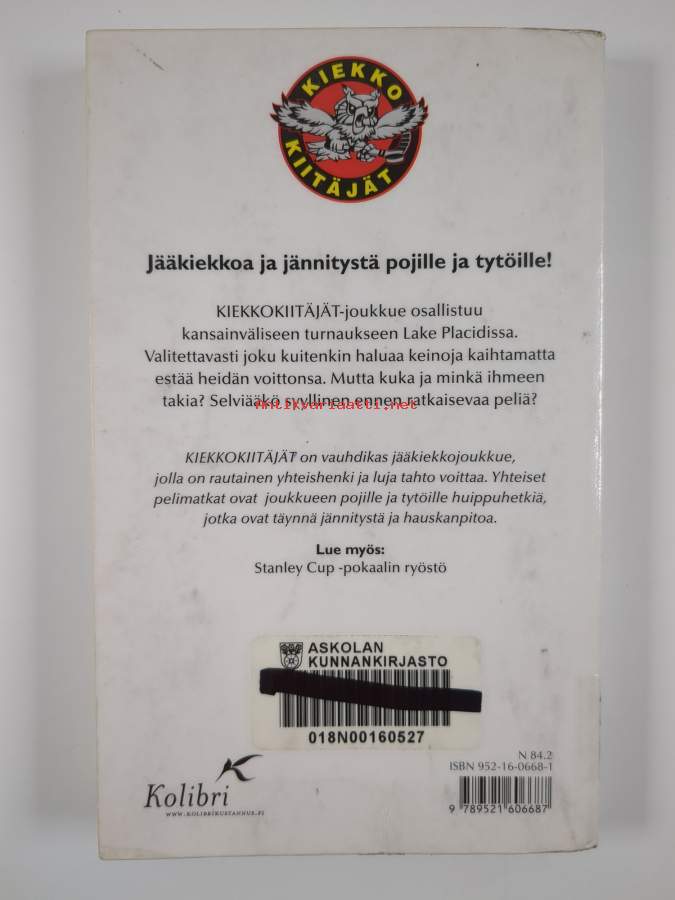 KIEKKO
KIITÄJÄT
Jääkiekkoa ja jännitystä pojille ja tytöille!
KIEKKOKIITÄJÄT-joukkue osallistuu
kansainväliseen turnaukseen Lake Placidissa.
Valitettavasti joku kuitenkin haluaa keinoja kaihtamatta
estää heidän voittonsa. Mutta kuka ja minkä ihmeen
takia? Selviääkö syyllinen ennen ratkaisevaa peliä?
Antikvariaatti.net
KIEKKOKIITÄJÄT on vauhdikas jääkiekkojoukkue,
jolla on rautainen yhteishenki ja luja tahto voittaa. Yhteiset
pelimatkat ovat joukkueen pojille ja tytöille huippuhetkiä,
jotka ovat täynnä jännitystä ja hauskanpitoa.
Lue myös:
Stanley Cup -pokaalin ryöstö
ASKOLAN
KUNNANKIRJASTO
018N00160527
N 84.2
ISBN 952-16-0668-1
9 789521 606687
Kolibri
WWW.KOLIBRIKUSTANNUS.FI